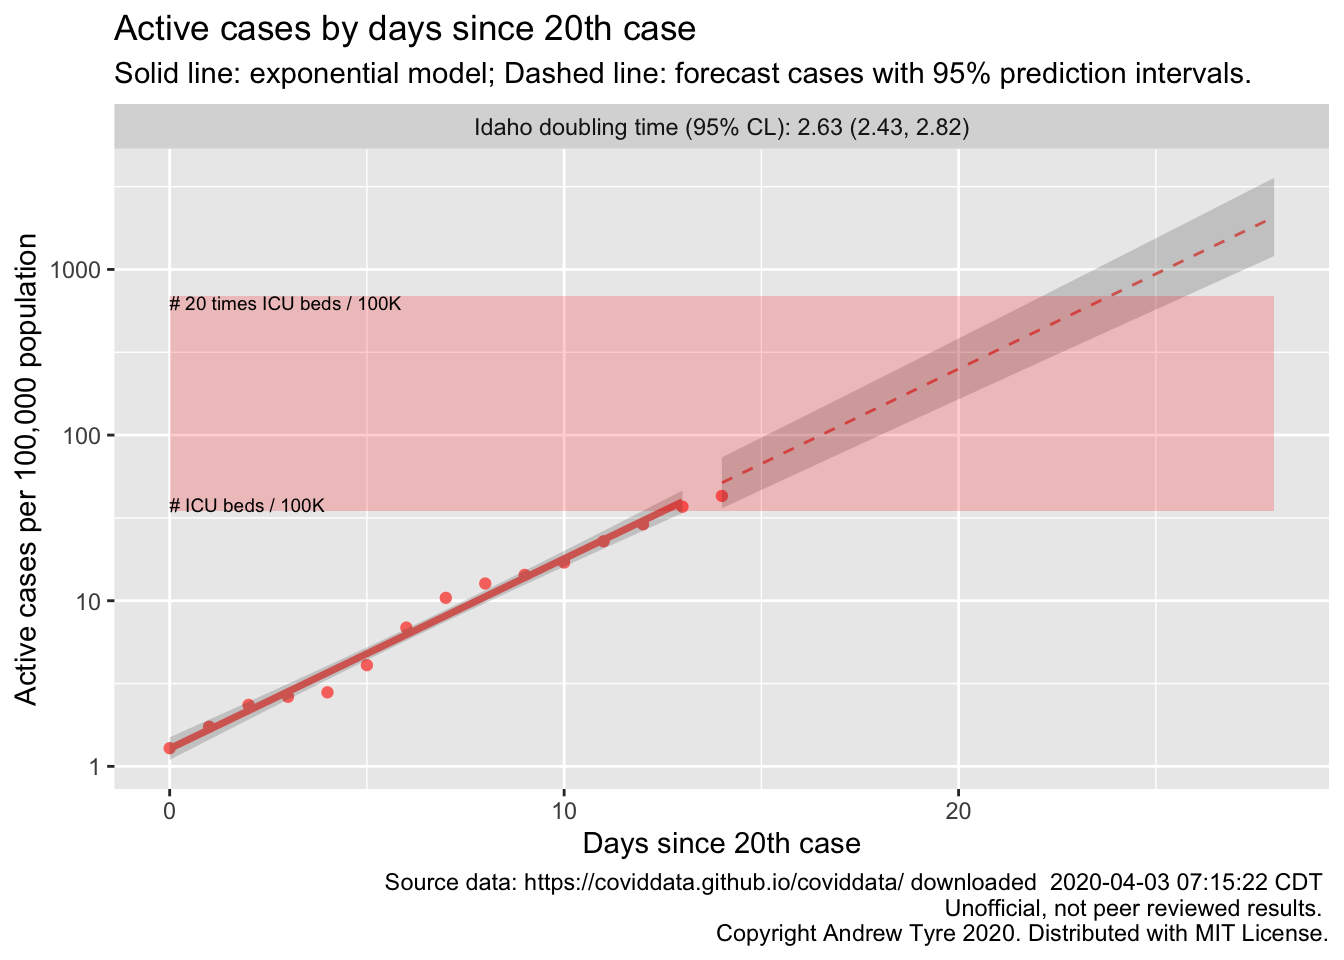 Active cases by days since 20th case
Solid line: exponential model; Dashed line: forecast cases with 95% prediction intervals.
Idaho doubling time (95% CL): 2.63 (2.43, 2.82)
Active cases per 100,000 population
1000
100
10
1
# 20 times ICU beds / 100K
# ICU beds / 100K
0
10
20
Days since 20th case
Source data: https://coviddata.github.io/coviddata/ downloaded  2020-04-03 07:15:22 CDT
Unofficial, not peer reviewed results.
Copyright Andrew Tyre 2020. Distributed with MIT License.